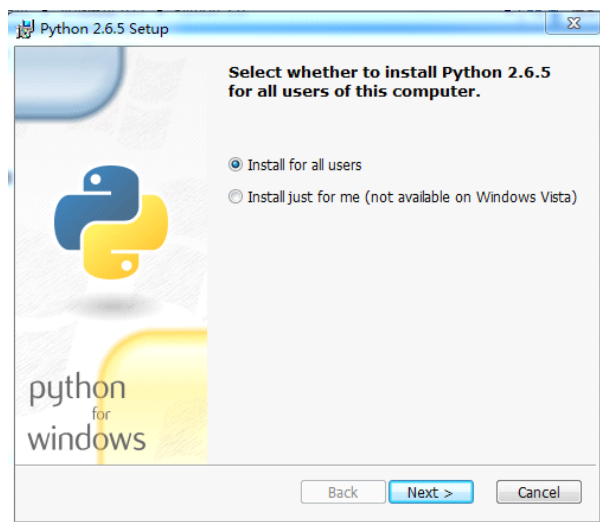 Python 2.6.5 Setup
Select whether to install Python 2.6.5
for all users of this computer.
Install for all users
Install just for me (not available on Windows Vista)
python
for
windows
Back
Next >
Cancel